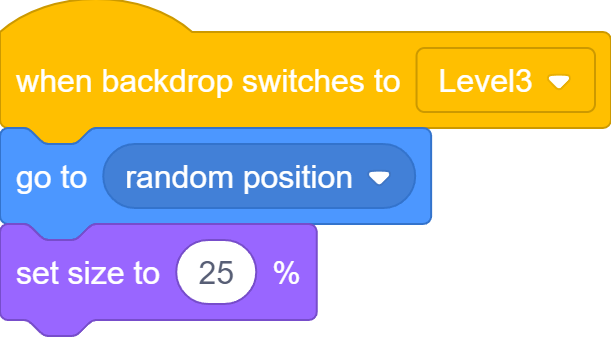 when backdrop switches to Level3
go to random position
set size to 25 %